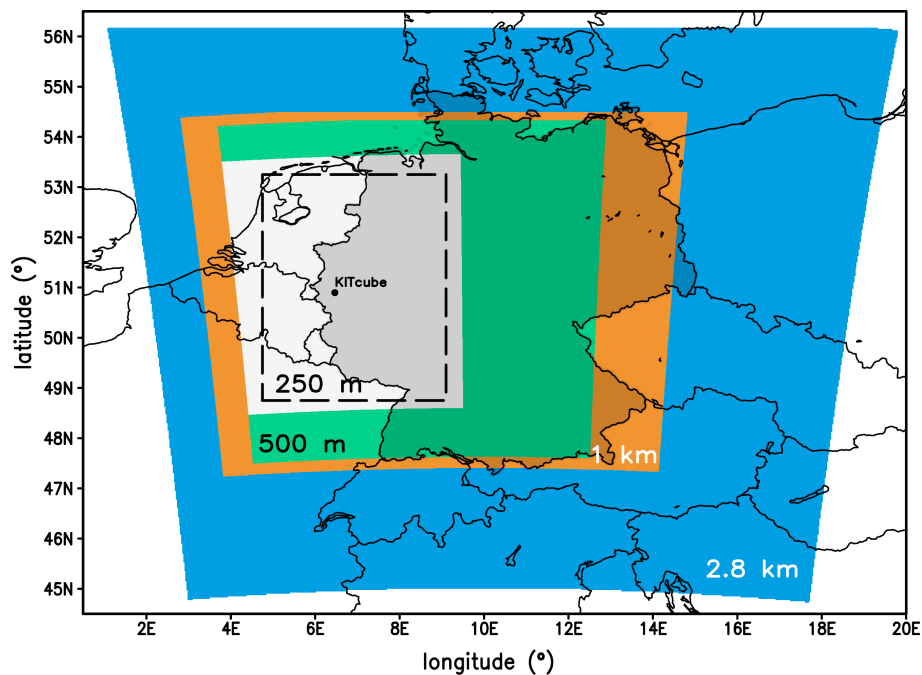 56N
55N
54N
53N
52N
51N
50N
49N
48N
47N
46N
45N
latitude (°)
KITcube
250 m
500 m
1 km
2.8 km
2E
4E
6E
8E
10E
12E
14E
16E
18E
20E
longitude (°)